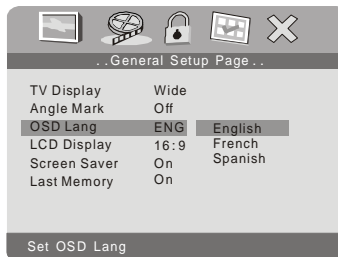 ..General Setup Page..
TV Display Wide
Angle Mark Off
OSD Lang ENG English
LCD Display 16:9 French
Screen Saver On Spanish
Last Memory On
Set OSD Lang